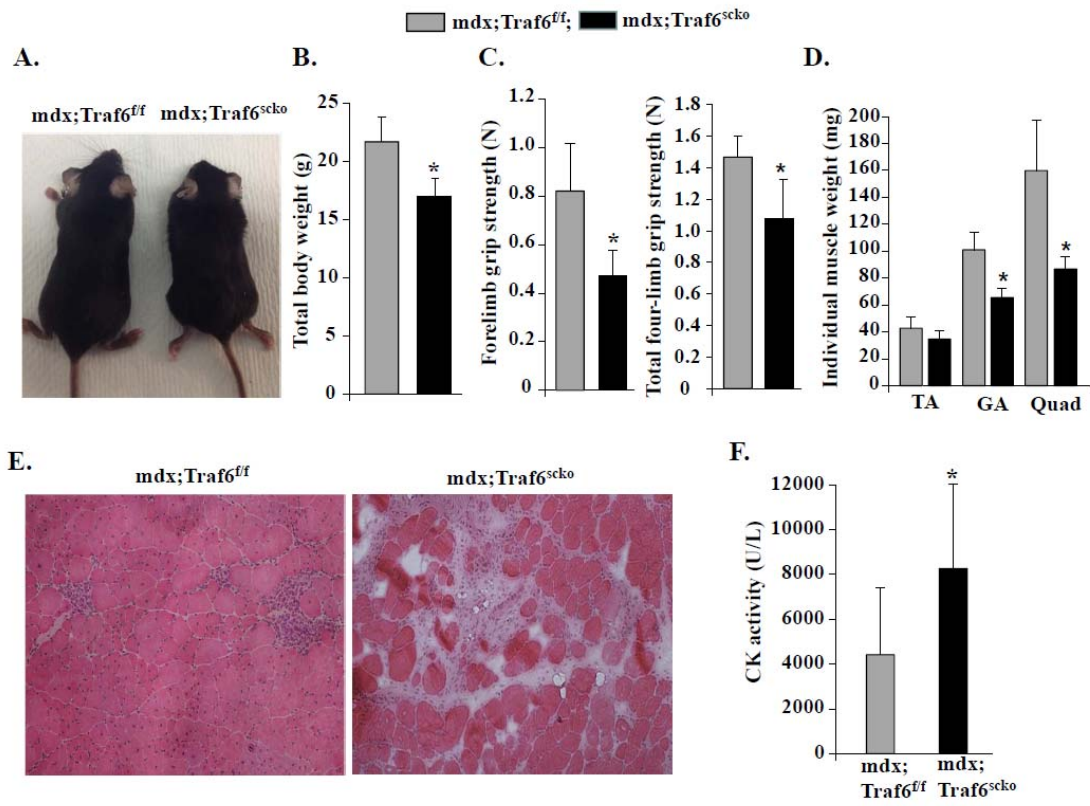 mdx;Traf6f/f; mdx;Traf6scko
A.
mdx;Traf6f/f mdx;Traf6scko
B.
Total body weight (g)
25
20
15
10
5
0
*
C.
Forelimb grip strength (N)
1.2
1.0
0.8
0.6
0.4
0.2
0
*
Total four-limb grip strength (N)
1.8
1.6
1.4
1.2
1.0
0.8
0.6
0.4
0.2
0
*
D.
Individual muscle weight (mg)
200
180
160
140
120
100
80
60
40
20
0
*
*
TA GA Quad
E.
mdx;Traf6f/f mdx;Traf6scko
F.
CK activity (U/L)
12000
10000
8000
6000
4000
2000
0
*
mdx; mdx;
Traf6f/f Traf6scko